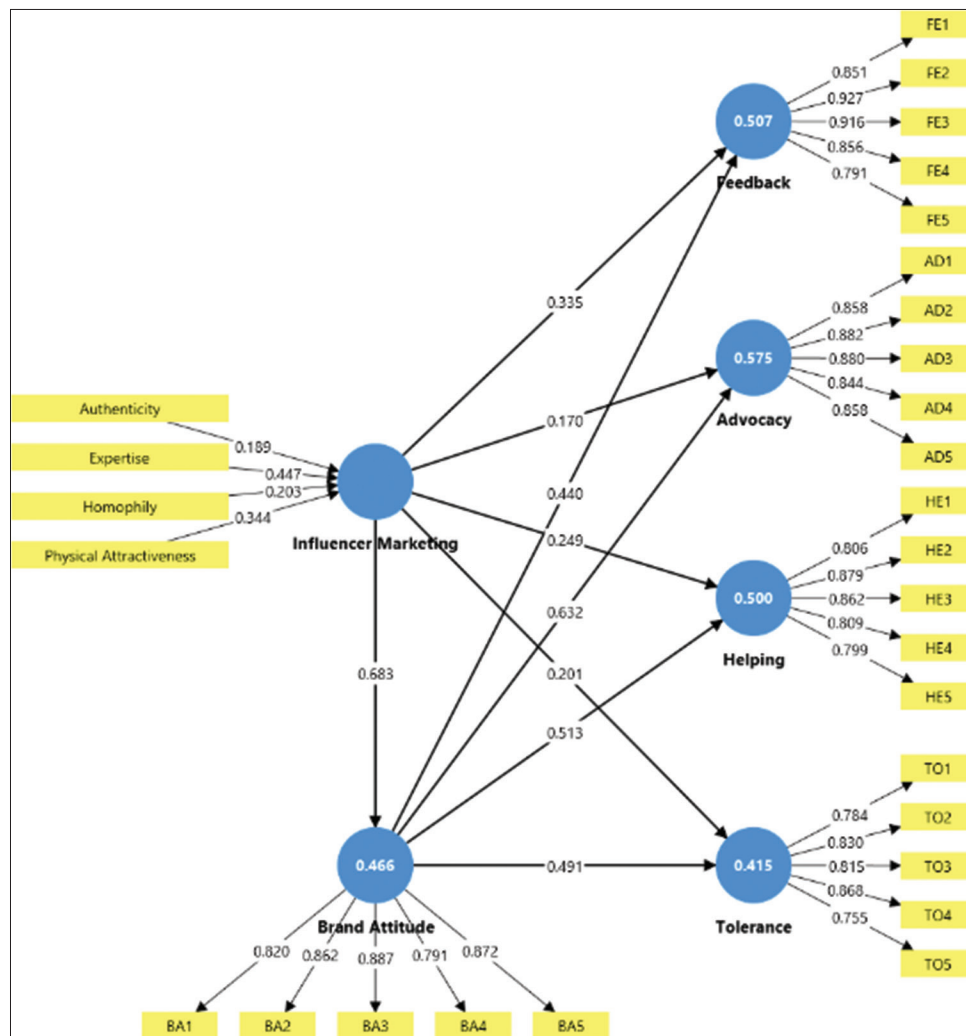 FE1
0.851
FE2
0.927
0.507
0.916
FE3
0.856
FE4
0.791
Feedback
FE5
AD1
0.858
AD2
0.335
0.882
0.575
0.880
AD3
0.844
AD4
0.858
Advocacy
AD5
Authenticity
0.170
0.189
Expertise
0.447
0.203
Homophily
0.344
Physical Attractiveness
Influencer Marketing
0.440
0.249
HE1
0.806
HE2
0.879
0.500
0.862
HE3
0.632
0.809
HE4
0.799
Helping
0.683
0.201
HE5
0.513
TO1
0.784
TO2
0.830
0.466
0.491
0.415
0.815
TO3
0.868
TO4
0.755
Brand Attitude
Tolerance
TO5
0.820
0.862
0.887
0.791
0.872
BA1
BA2
BA3
BA4
BA5